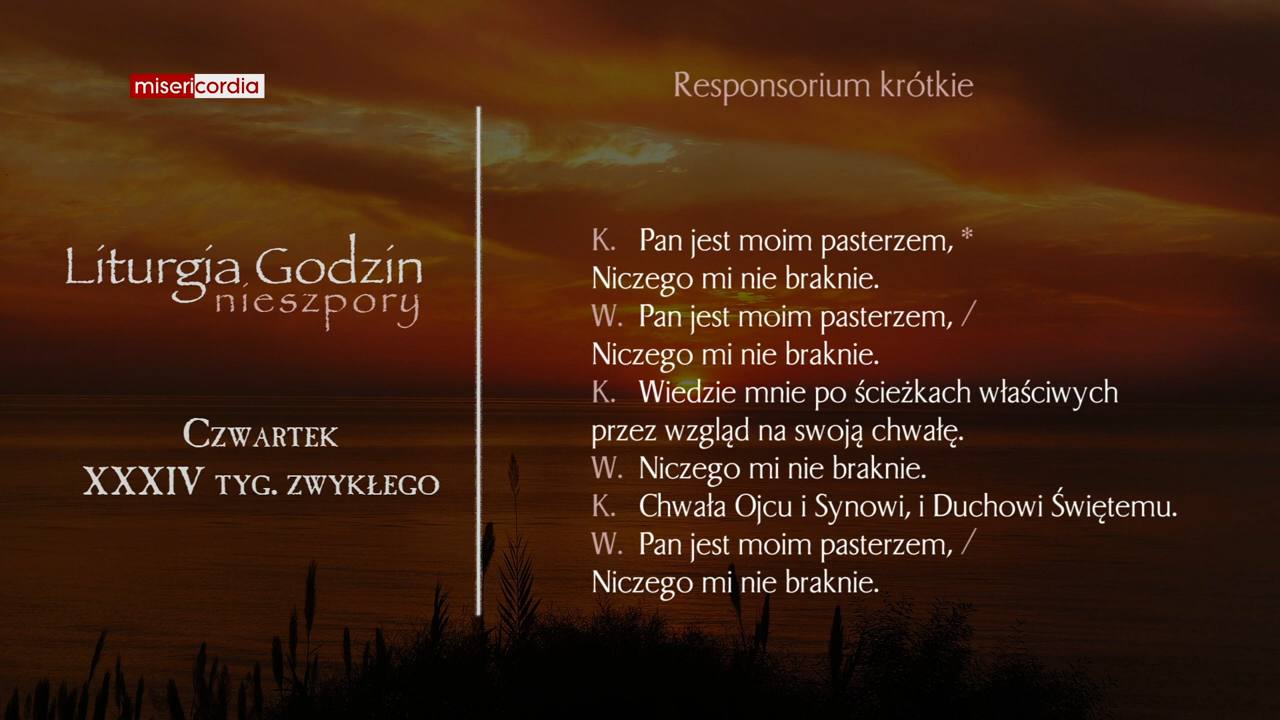 misericordia
Liturgia Godzin
nieszpory
Czwartek
XXXIV tyg. zwykłego
Responsorium krótkie
K. Pan jest moim pasterzem, *
Niczego mi nie braknie.
W. Pan jest moim pasterzem, /
Niczego mi nie braknie.
K. Wiedzie mnie po ścieżkach właściwych
przez wzgląd na swoją chwałę.
W. Niczego mi nie braknie.
K. Chwała Ojcu i Synowi, i Duchowi Świętemu.
W. Pan jest moim pasterzem, /
Niczego mi nie braknie.